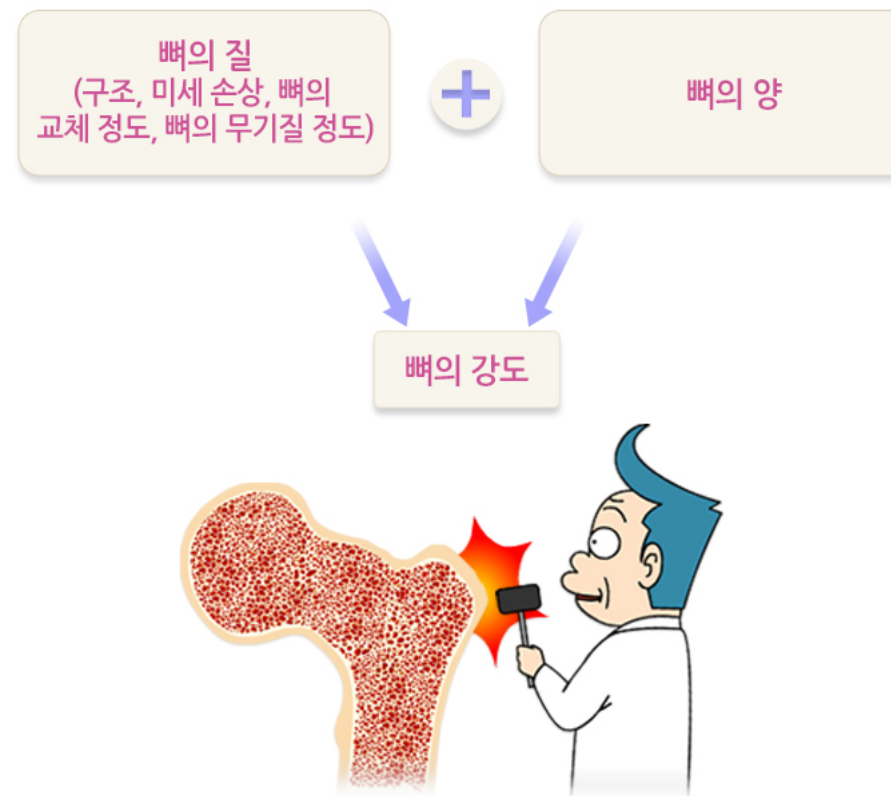 뼈의 질
(구조, 미세 손상, 뼈의
교체 정도, 뼈의 무기질 정도)
+
뼈의 양
뼈의 강도